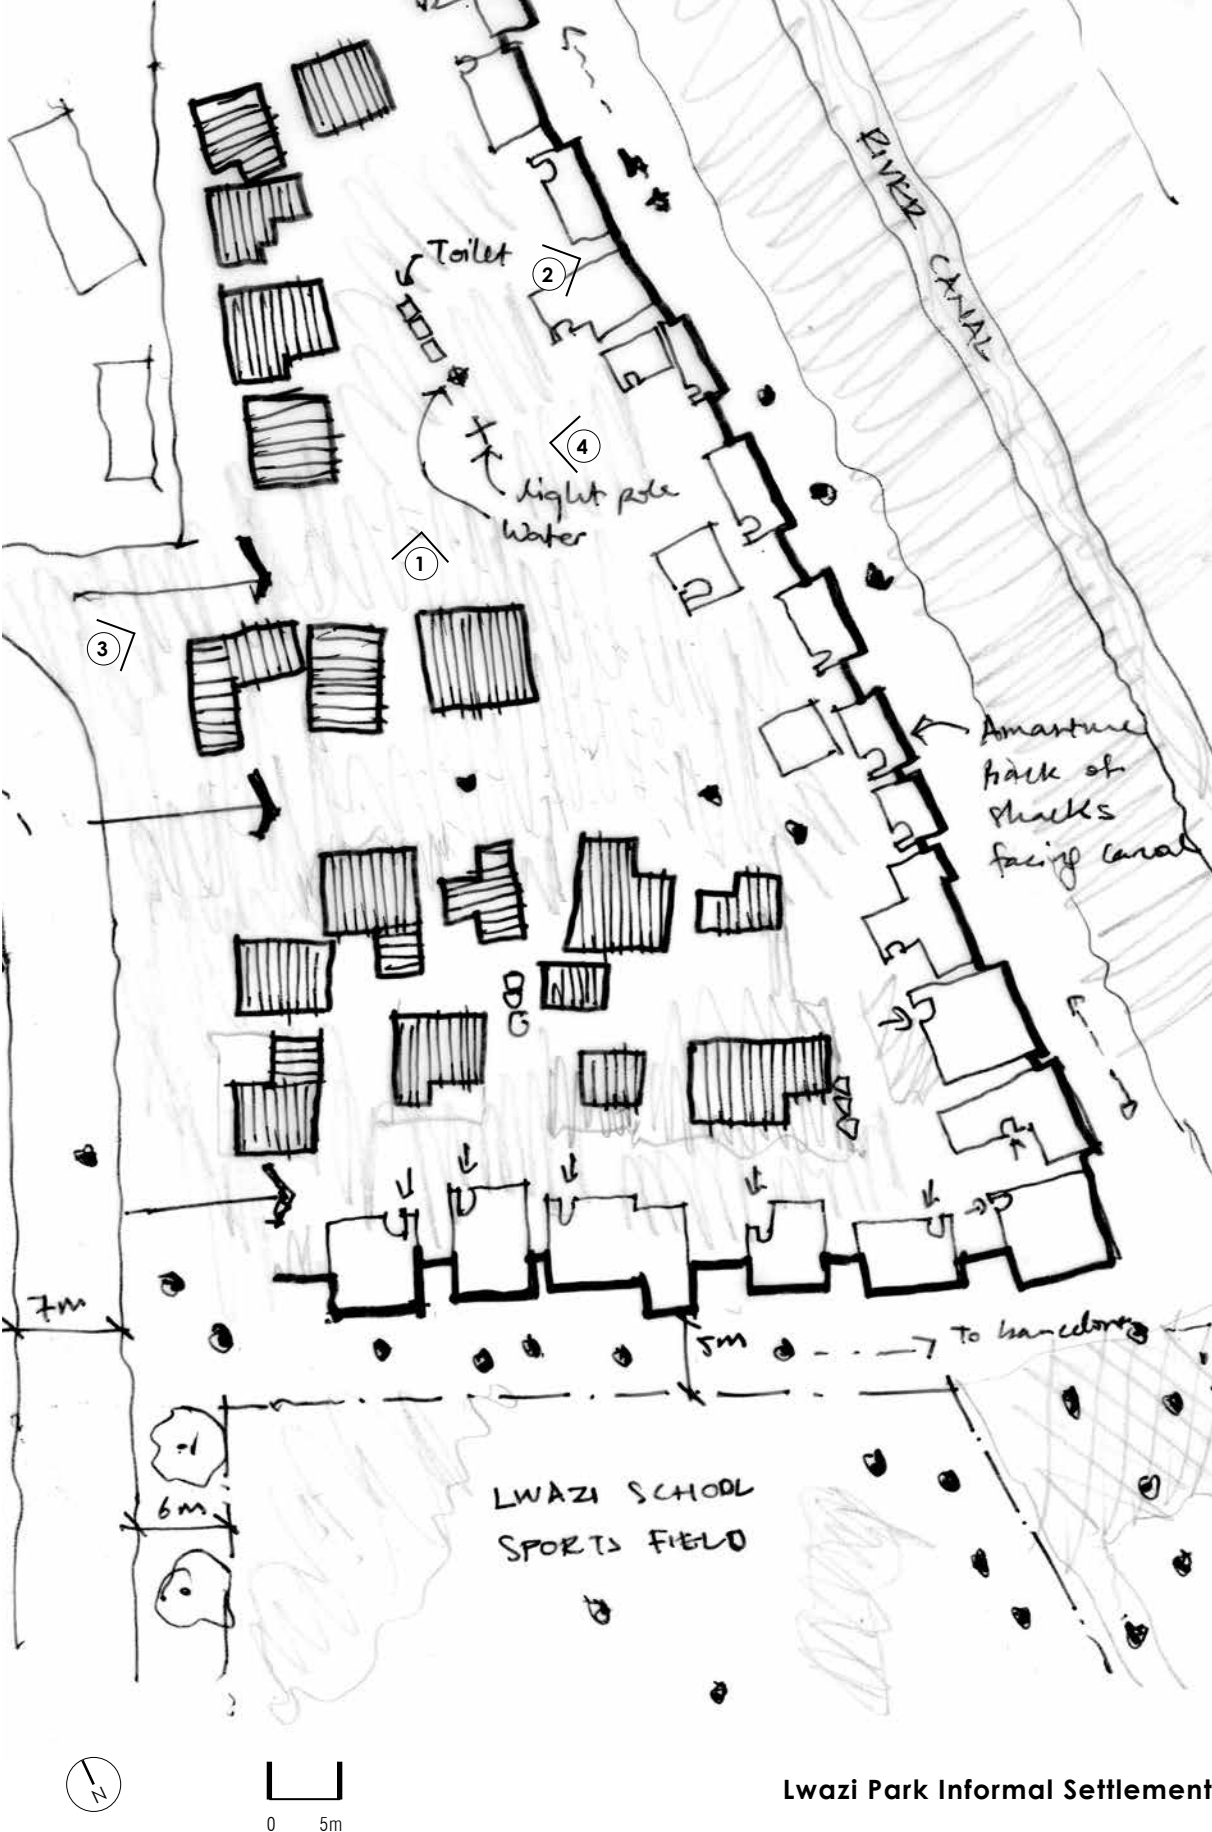 RIVER
CANAL
Toilet
2
4
light pole
Water
1
3
back of
shacks
facing canal
7m
5m
To
LWAZI SCHOOL
SPORTS FIELD
6m
N
0 5m
Lwazi Park Informal Settlement